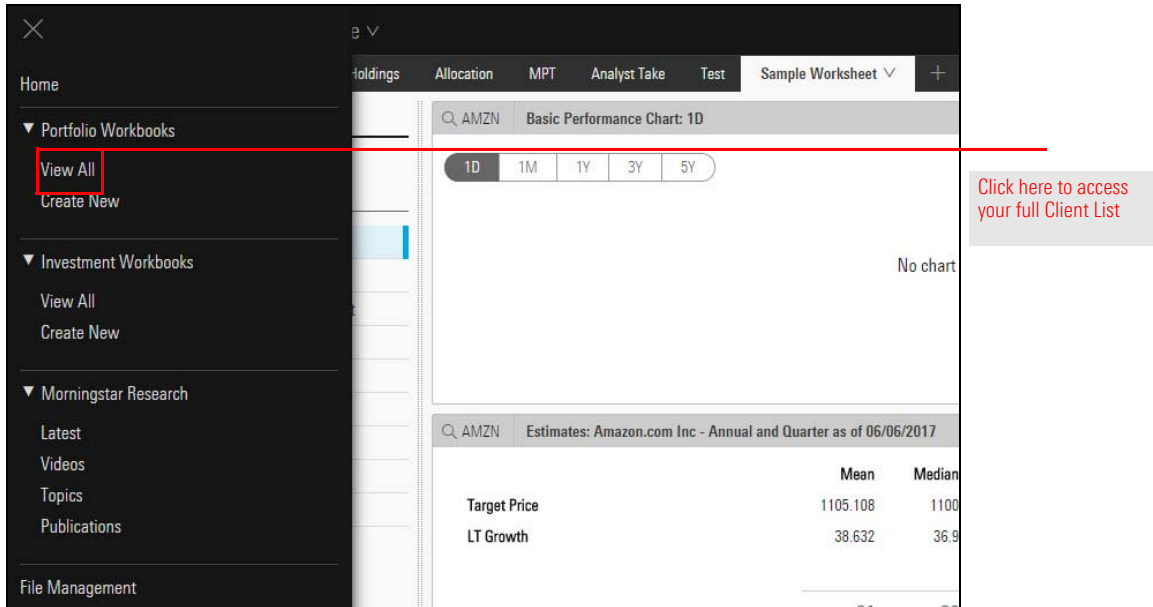 Home
Portfolio Workbooks
View All
Create New
Investment Workbooks
View All
Create New
Morningstar Research
Latest
Videos
Topics
Publications
File Management
e
Holdings Allocation MPT Analyst Take Test Sample Worksheet
AMZN Basic Performance Chart: 1D
1D 1M 1Y 3Y 5Y
No chart
AMZN Estimates: Amazon.com Inc - Annual and Quarter as of 06/06/2017
Mean Median
Target Price 1105.108 1100
LT Growth 38.632 36.9
Click here to access
your full Client List